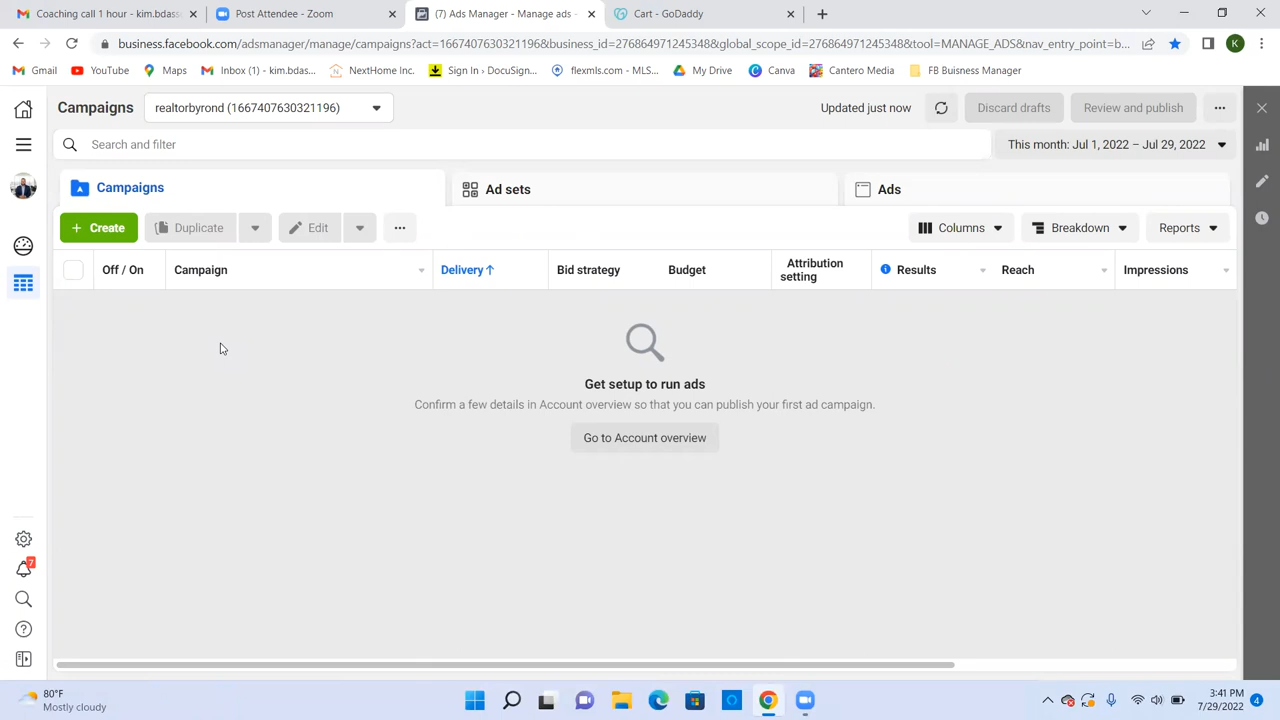 Coaching call 1 hour - kim.bdass
Post Attendee - Zoom
(7) Ads Manager - Manage ads -
Cart - GoDaddy
business.facebook.com/adsmanager/manage/campaigns?act=1667407630321196&business_id=276864971245348&global_scope_id=276864971245348&tool=MANAGE_ADS&nav_entry_point=b...
K
Gmail
YouTube
Maps
Inbox (1) - kim.bdas...
NextHome Inc.
Sign In › DocuSign...
flexmls.com - MLS...
My Drive
Canva
Cantero Media
FB Buisness Manager
Campaigns
realtorbyrond (1667407630321196)
Updated just now
Discard drafts
Review and publish
Search and filter
This month: Jul 1, 2022 – Jul 29, 2022
Campaigns
Ad sets
Ads
+ Create
Duplicate
Edit
Columns
Breakdown
Reports
Off / On
Campaign
Delivery ↑
Bid strategy
Budget
Attribution
setting
Results
Reach
Impressions
Get setup to run ads
Confirm a few details in Account overview so that you can publish your first ad campaign.
Go to Account overview
7
80°F
Mostly cloudy
3:41 PM
7/29/2022
4